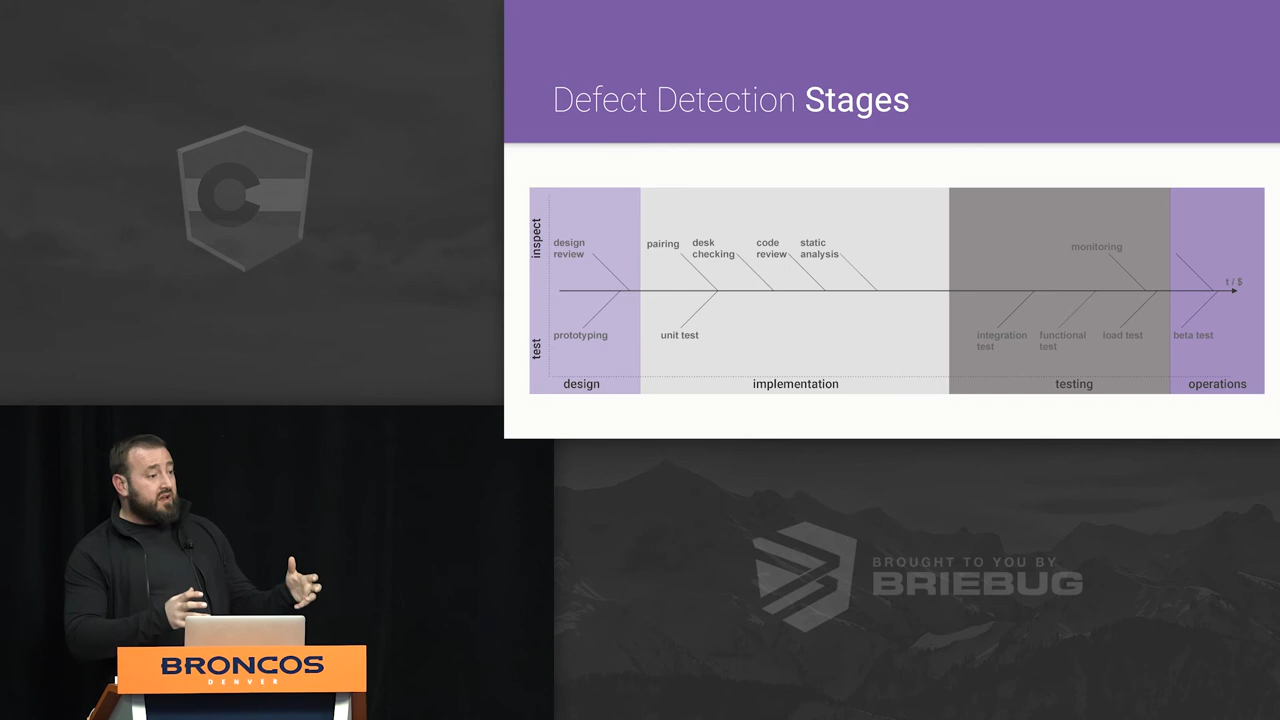 Defect Detection Stages
inspect
design
review
pairing
desk
checking
code
review
static
analysis
monitoring
t / $
prototyping
unit test
integration
test
functional
test
load test
beta test
test
design
implementation
testing
operations
C
BROUGHT TO YOU BY
BRIEBUG
BRONCOS
DENVER